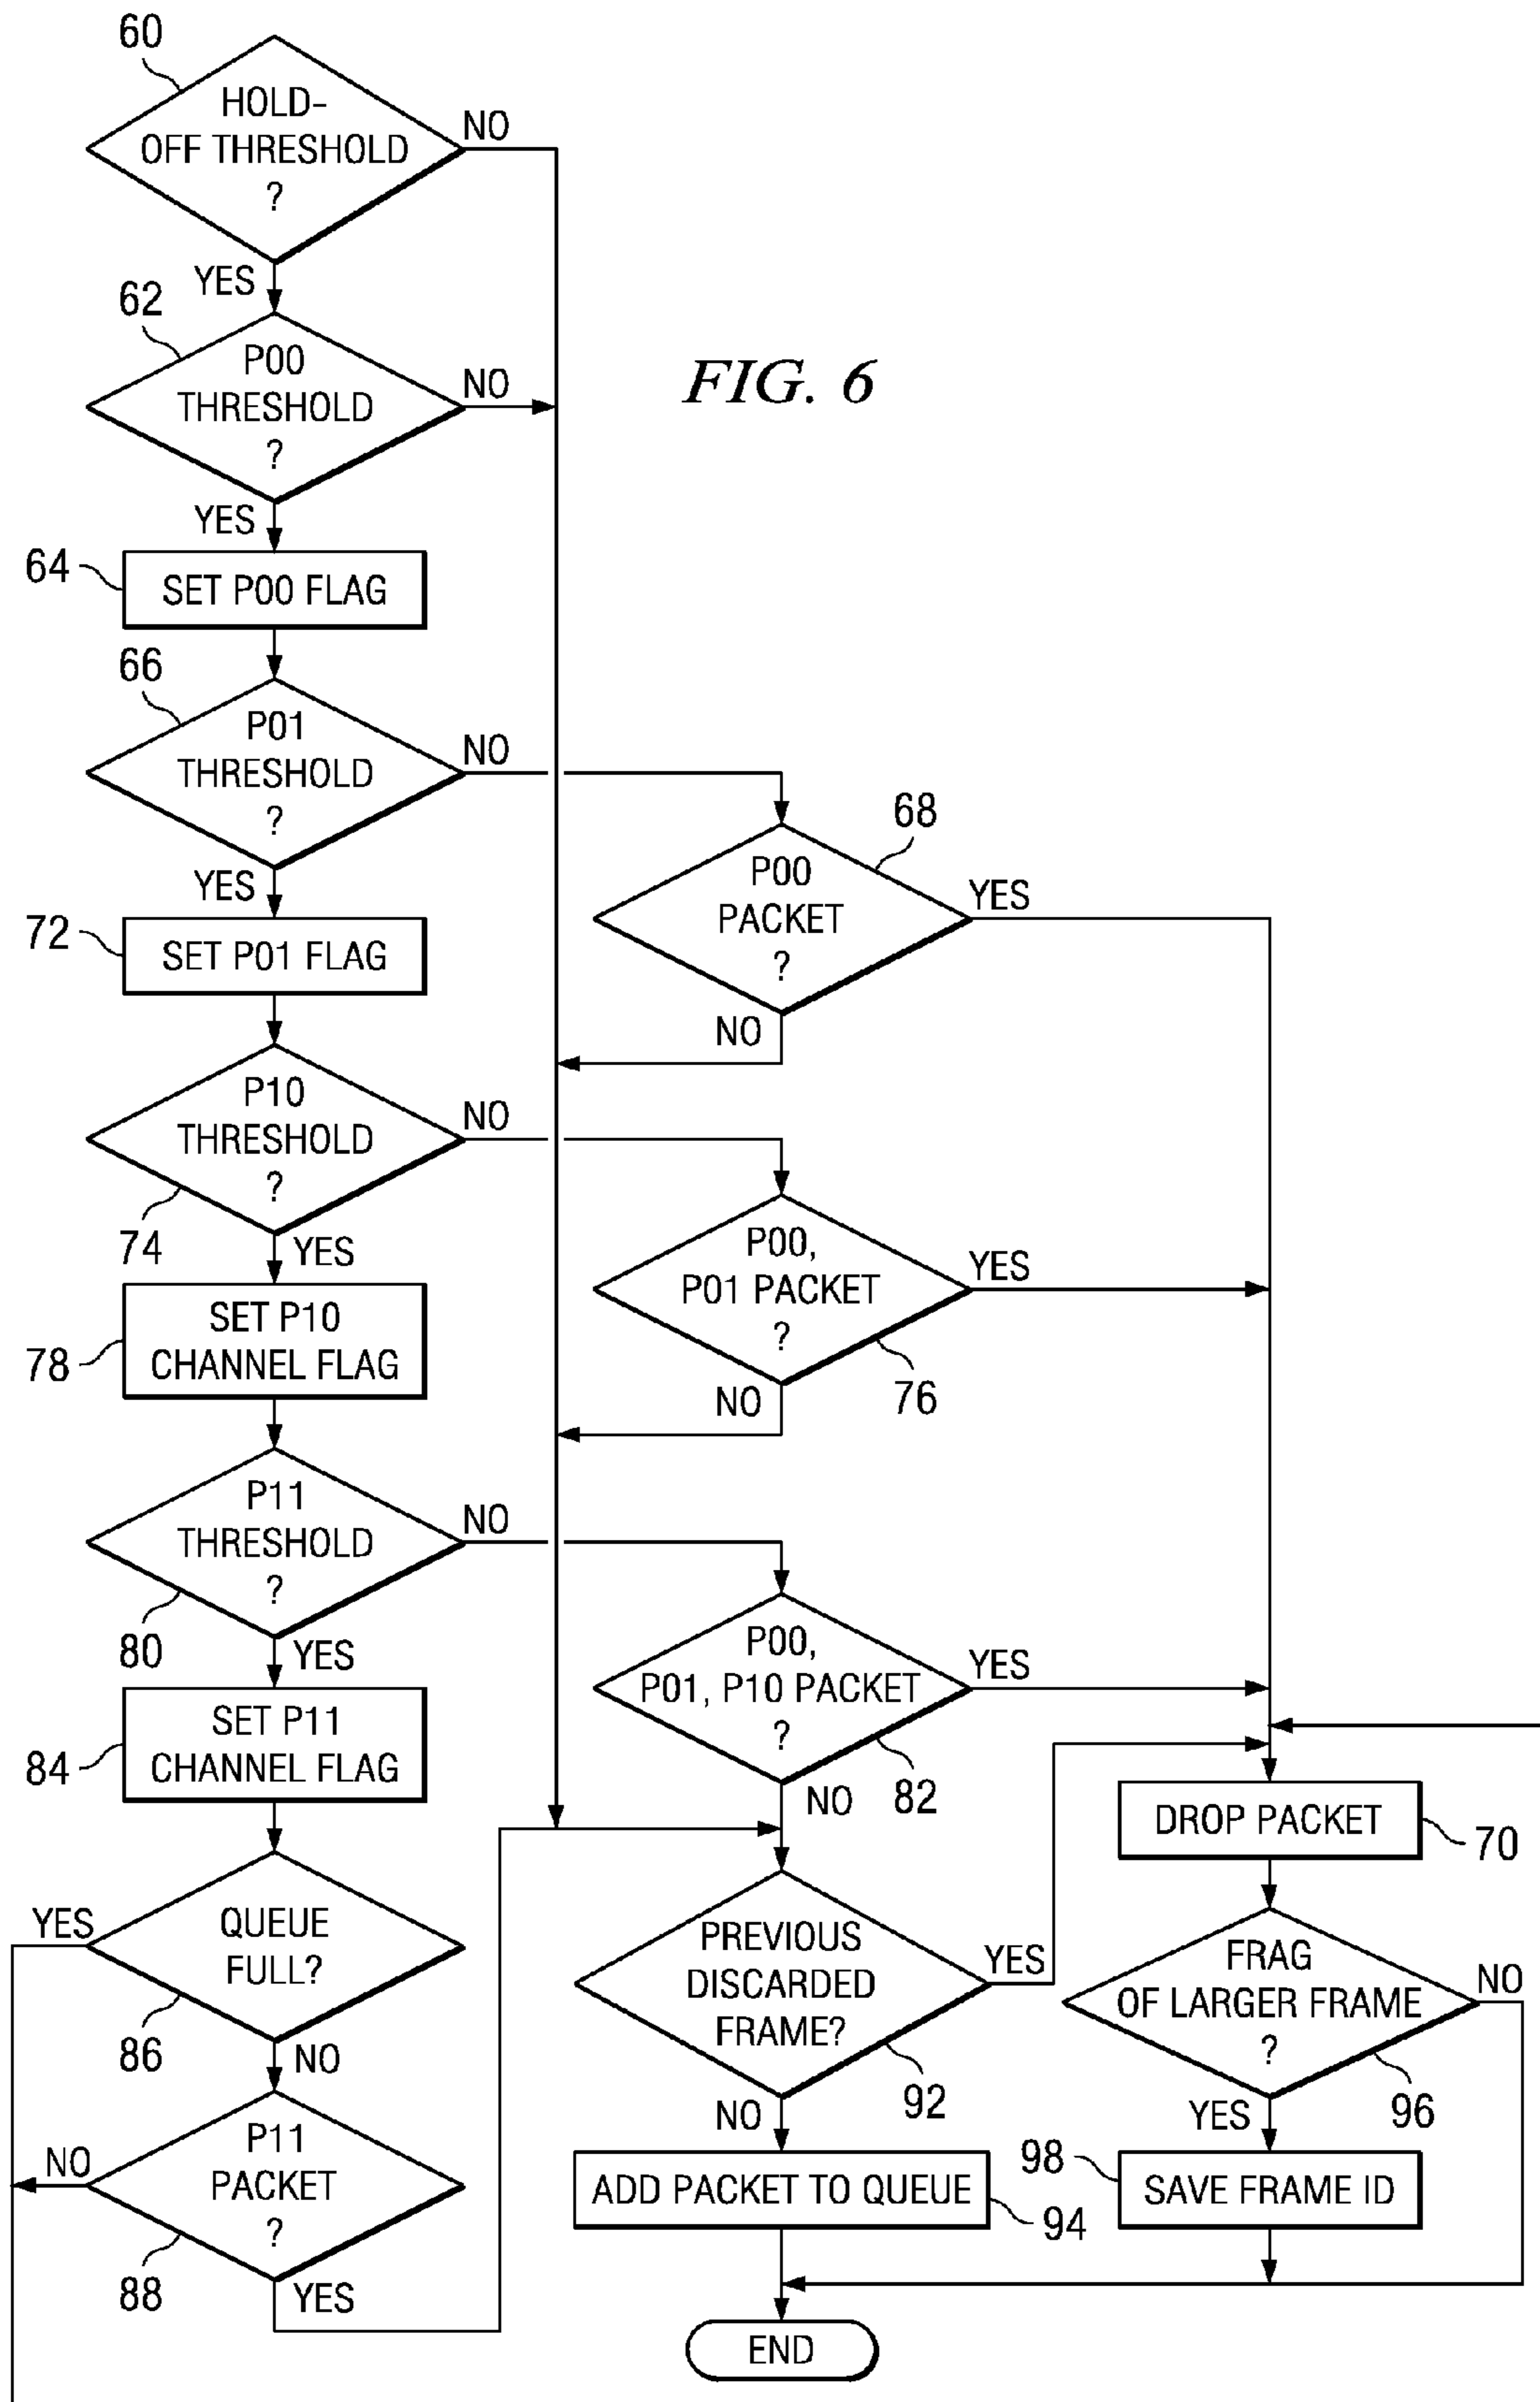 60
HOLD-
OFF THRESHOLD
?
NO
YES
62
P00
THRESHOLD
?
NO
FIG. 6
YES
64
SET P00 FLAG
66
P01
THRESHOLD
?
NO
68
P00
PACKET
?
YES
YES
72
SET P01 FLAG
NO
P10
THRESHOLD
?
NO
74
YES
P00,
P01 PACKET
?
YES
76
NO
78
SET P10
CHANNEL FLAG
P11
THRESHOLD
?
NO
80
YES
P00,
P01, P10 PACKET
?
YES
82
NO
84
SET P11
CHANNEL FLAG
DROP PACKET
70
YES
QUEUE
FULL?
86
NO
PREVIOUS
DISCARDED
FRAME?
YES
92
NO
FRAG
OF LARGER FRAME
?
NO
96
YES
NO
P11
PACKET
?
88
YES
ADD PACKET TO QUEUE
94
98
SAVE FRAME ID
END